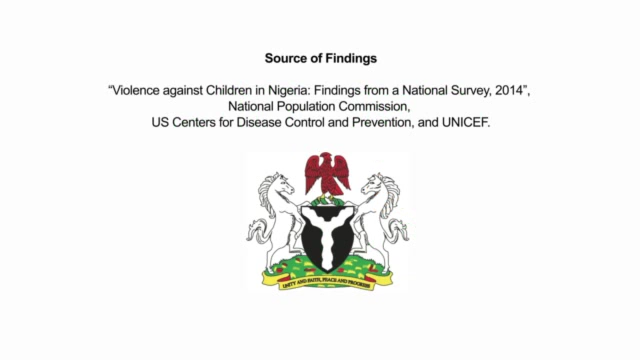 Source of Findings
“Violence against Children in Nigeria: Findings from a National Survey, 2014”,
National Population Commission,
US Centers for Disease Control and Prevention, and UNICEF.
UNITY AND FAITH, PEACE AND PROGRESS